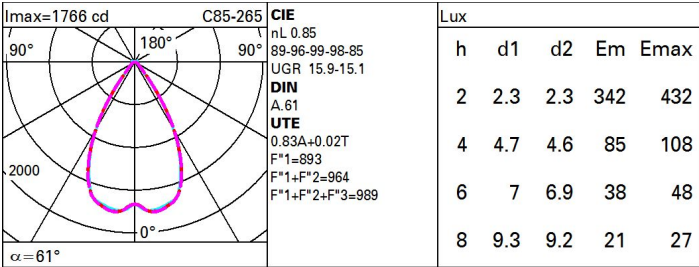 Imax=1766 cd C85-265
90° 180° 90°
2000
0°
α=61°
CIE
nL 0.85
89-96-99-98-85
UGR 15.9-15.1
DIN
A.61
UTE
0.83A+0.02T
F"1=893
F"1+F"2=964
F"1+F"2+F"3=989
Lux
h d1 d2 Em Emax
2 2.3 2.3 342 432
4 4.7 4.6 85 108
6 7 6.9 38 48
8 9.3 9.2 21 27